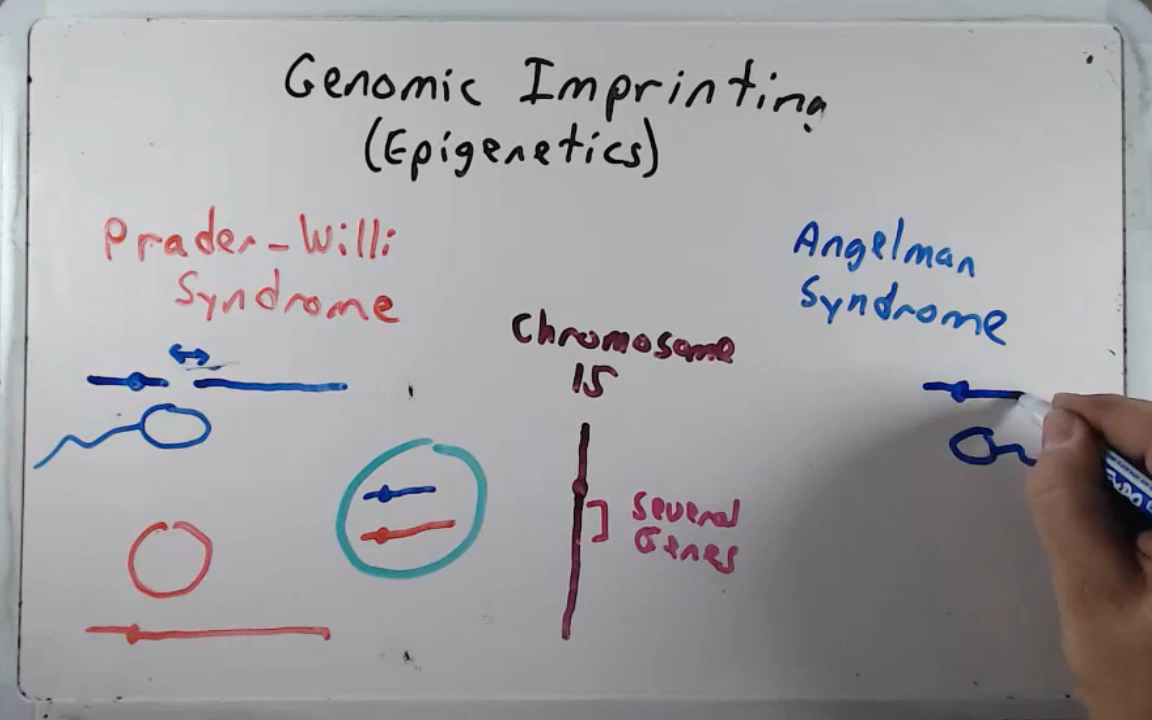 Genomic Imprinting
(Epigenetics)
Prader-Willi
Syndrome
Angelman
Syndrome
Chromosome
15
Several
Genes